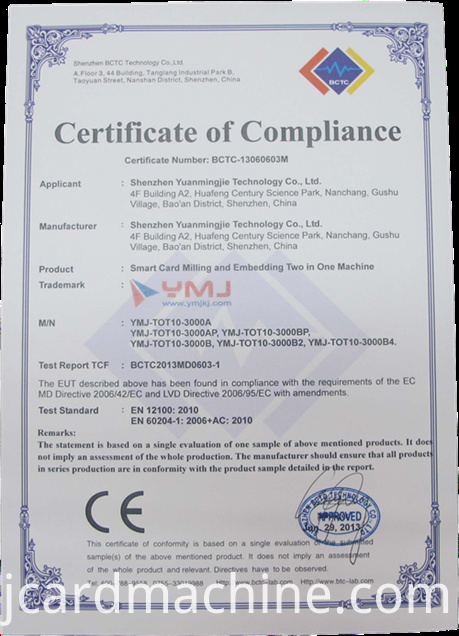 Shenzhen BCTC Technology Co.,Ltd.
A.Floor 3, 44 Building, Tanglang Industrial Park B,
Taoyuan Street, Nanshan District, Shenzhen, China
BCTC
Certificate of Compliance
Certificate Number: BCTC-13060603M
Applicant : Shenzhen Yuanmingjie Technology Co., Ltd.
4F Building A2, Huafeng Century Science Park, Nanchang, Gushu
Village, Bao'an District, Shenzhen, China
Manufacturer : Shenzhen Yuanmingjie Technology Co., Ltd.
4F Building A2, Huafeng Century Science Park, Nanchang, Gushu
Village, Bao'an District, Shenzhen, China
Product : Smart Card Milling and Embedding Two in One Machine
Trademark : YMJ
www.ymjkj.com
M/N : YMJ-TOT10-3000A
YMJ-TOT10-3000AP, YMJ-TOT10-3000BP,
YMJ-TOT10-3000B, YMJ-TOT10-3000B2, YMJ-TOT10-3000B4.
Test Report TCF : BCTC2013MD0603-1
The EUT described above has been found in compliance with the requirements of the EC
MD Directive 2006/42/EC and LVD Directive 2006/95/EC with amendments.
Test Standard : EN 12100: 2010
EN 60204-1: 2006+AC: 2010
Remarks:
The statement is based on a single evaluation of one sample of above mentioned products. It does
not imply an assessment of the whole production. The manufacturer should ensure that all products
in series production are in conformity with the product sample detailed in the report.
CE
APPROVED
Jan. 29, 2013
This certificate of conformity is based on a single evaluation of the submitted
sample(s) of the above mentioned product. It does not imply an assessment
of the whole product and relevant. Directives have to be observed.
jcardmachine.com